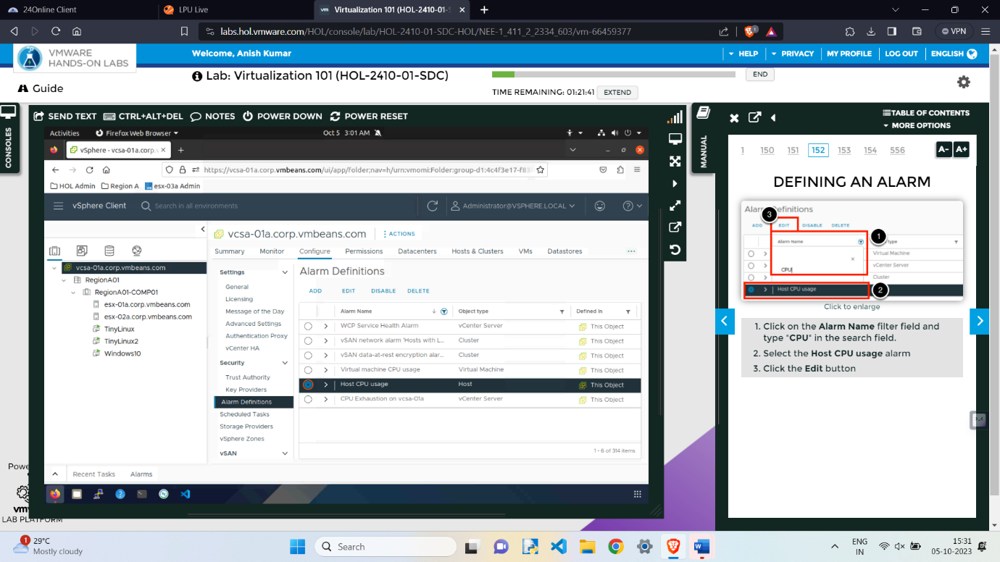 24Online Client
LPU Live
vm Virtualization 101 (HOL-2410-01-S
labs.hol.vmware.com/HOL/console/lab/HOL-2410-01-SDC-HOL/NEE-1_411_2_2334_603/vm-66459377
1
VPN
VMWARE
HANDS-ON LABS
Welcome, Anish Kumar
HELP
PRIVACY
MY PROFILE
LOG OUT
ENGLISH
Lab: Virtualization 101 (HOL-2410-01-SDC)
END
Guide
TIME REMAINING: 01:21:41
EXTEND
CONSOLES
SEND TEXT
CTRL+ALT+DEL
NOTES
POWER DOWN
POWER RESET
Activities
Firefox Web Browser
Oct 5 3:01 AM
vSphere - vcsa-01a.corp.v
https://vcsa-01a.corp.vmbeans.com/ui/app/folder;nav=h/urn:vmomi:Folder:group-d1:4c4f3e17-f83
HOL Admin
Region A
esx-03a Admin
vSphere Client
Search in all environments
Administrator@VSPHERE.LOCAL
vcsa-01a.corp.vmbeans.com
RegionA01
RegionA01-COMP01
esx-01a.corp.vmbeans.com
esx-02a.corp.vmbeans.com
TinyLinux
TinyLinux2
Windows10
vcsa-01a.corp.vmbeans.com
ACTIONS
Summary
Monitor
Configure
Permissions
Datacenters
Hosts & Clusters
VMs
Datastores
Settings
General
Licensing
Message of the Day
Advanced Settings
Authentication Proxy
vCenter HA
Security
Trust Authority
Key Providers
Alarm Definitions
Scheduled Tasks
Storage Providers
vSphere Zones
vSAN
Alarm Definitions
ADD
EDIT
DISABLE
DELETE
Alarm Name
Object type
Defined In
WCP Service Health Alarm
vCenter Server
This Object
vSAN network alarm 'Hosts with L...
Cluster
This Object
vSAN data-at-rest encryption alar...
Cluster
This Object
Virtual machine CPU usage
Virtual Machine
This Object
Host CPU usage
Host
This Object
CPU Exhaustion on vcsa-01a
vCenter Server
This Object
1 - 6 of 314 items
Recent Tasks
Alarms
MANUAL
TABLE OF CONTENTS
MORE OPTIONS
1
150
151
152
153
154
556
A-
A+
DEFINING AN ALARM
Alarm Definitions
3
ADD
EDIT
DISABLE
DELETE
1
Alarm Name
type
Virtual Machine
vCenter Server
CPU
Cluster
Host CPU usage
2
Click to enlarge
1. Click on the Alarm Name filter field and
type "CPU" in the search field.
2. Select the Host CPU usage alarm
3. Click the Edit button
LAB PLATFORM
1
29°C
Mostly cloudy
Search
ENG
IN
15:31
05-10-2023